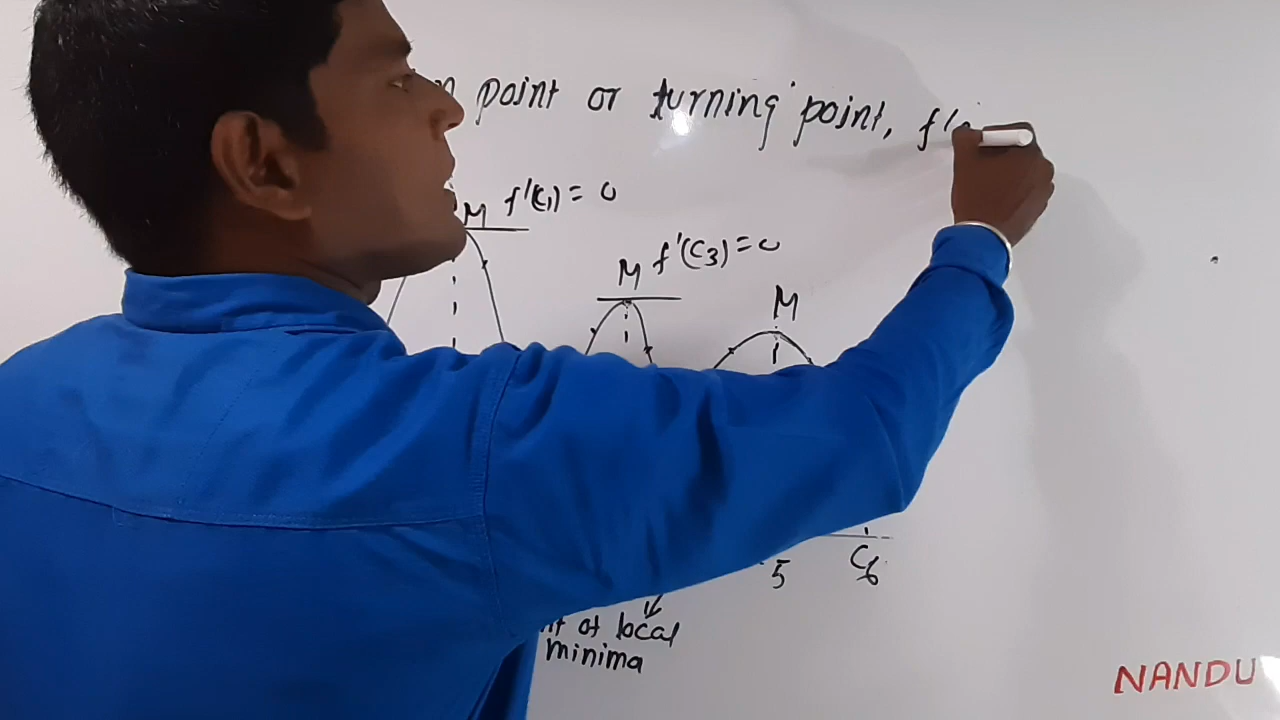 point or turning point, f'(
M f'(C₁) = 0
M f'(C₃) = 0
M
5 C₆
of local
minima
NANDU